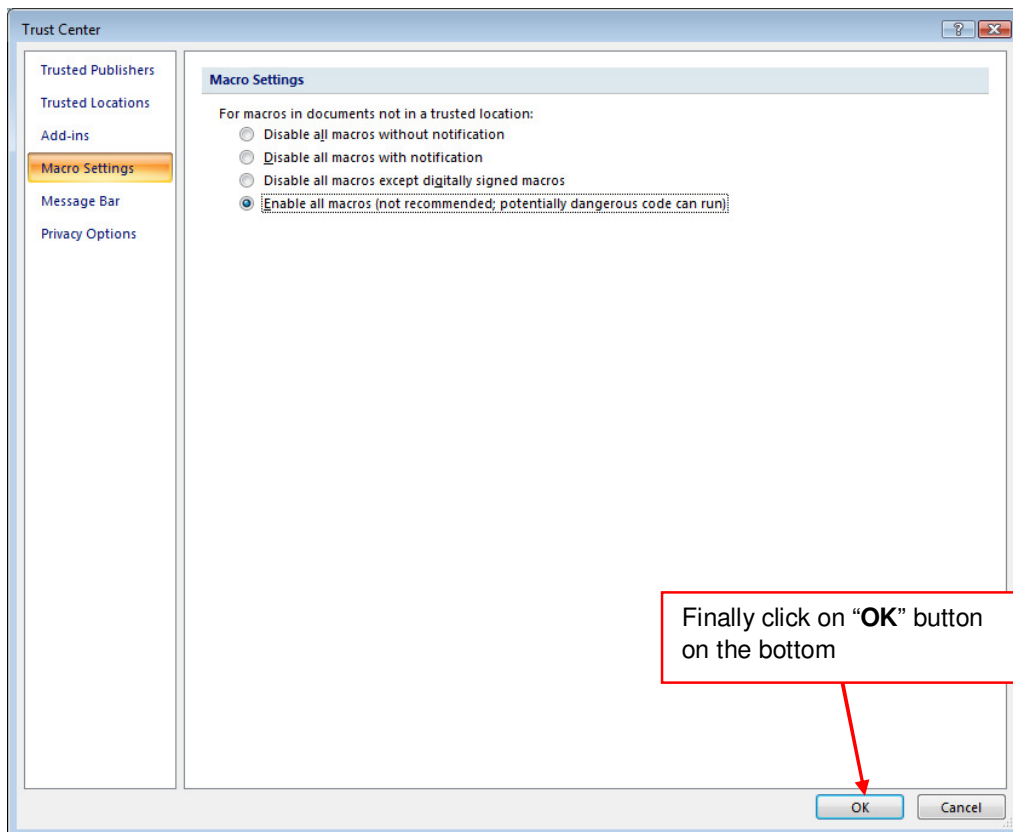 Trust Center
Trusted Publishers
Trusted Locations
Add-ins
Macro Settings
Message Bar
Privacy Options
Macro Settings
For macros in documents not in a trusted location:
Disable all macros without notification
Disable all macros with notification
Disable all macros except digitally signed macros
Enable all macros (not recommended; potentially dangerous code can run)
Finally click on “OK” button
on the bottom
OK
Cancel